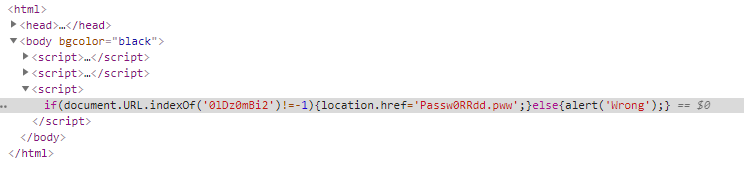 <html>
<head>…</head>
<body bgcolor="black">
<script>…</script>
<script>…</script>
<script>
if(document.URL.indexOf('0lDz0mBi2')!=-1){location.href='Passw0RRdd.pww';}else{alert('Wrong');} == $0
</script>
</body>
</html>